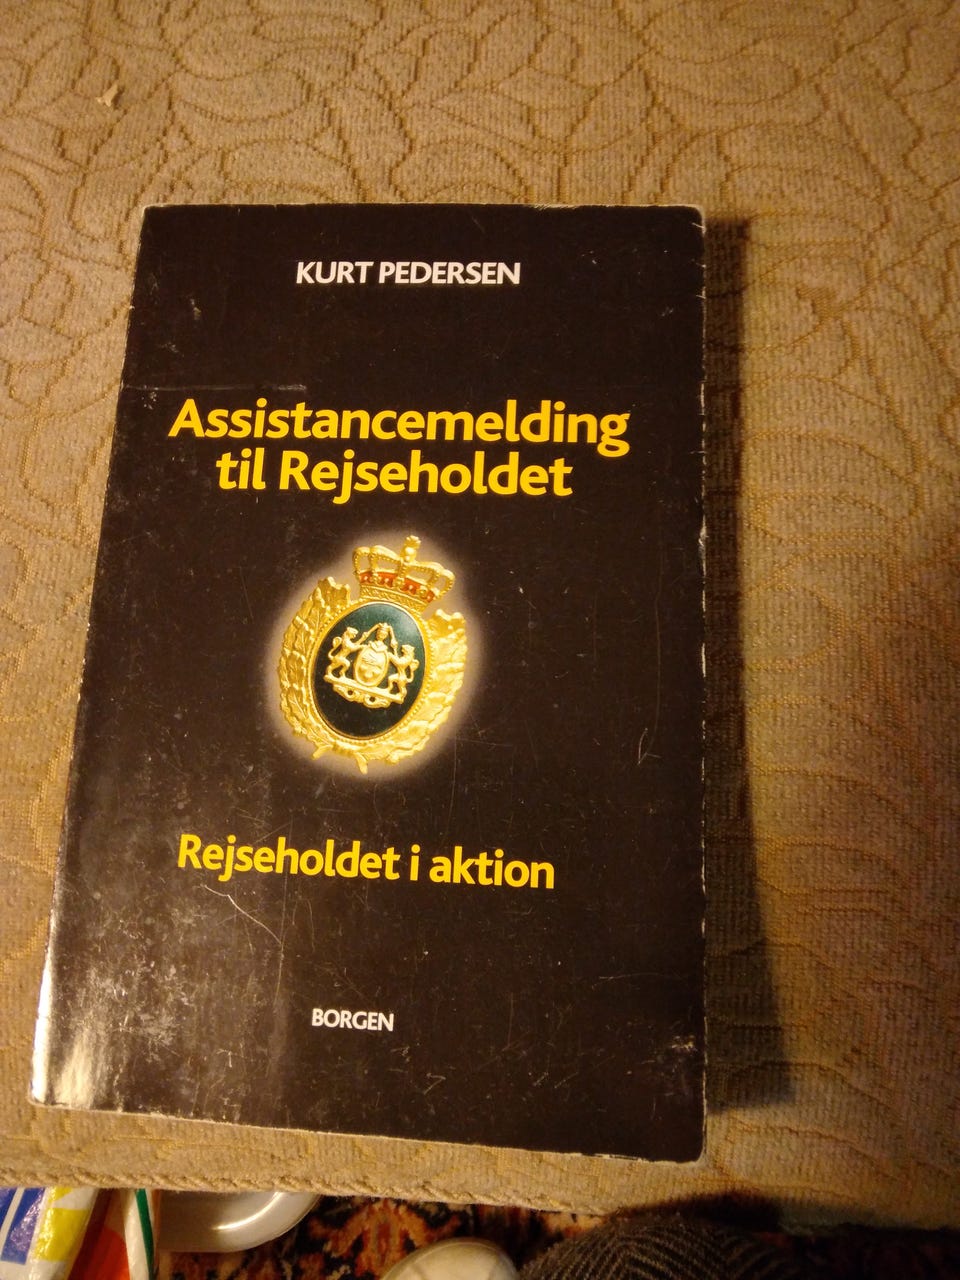 KURT PEDERSEN
Assistancemelding
til Rejseholdet
Rejseholdet i aktion
BORGEN